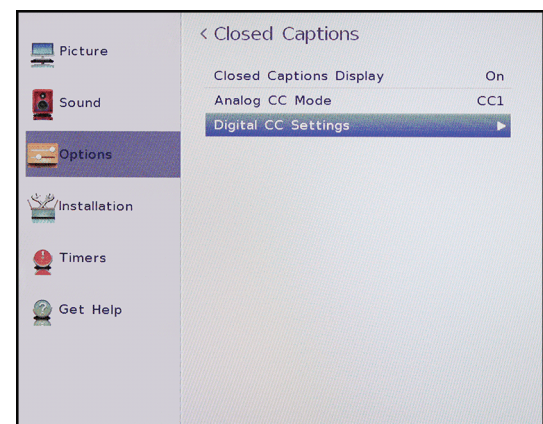 Picture
Sound
Options
Installation
Timers
Get Help
< Closed Captions
Closed Captions Display On
Analog CC Mode CC1
Digital CC Settings